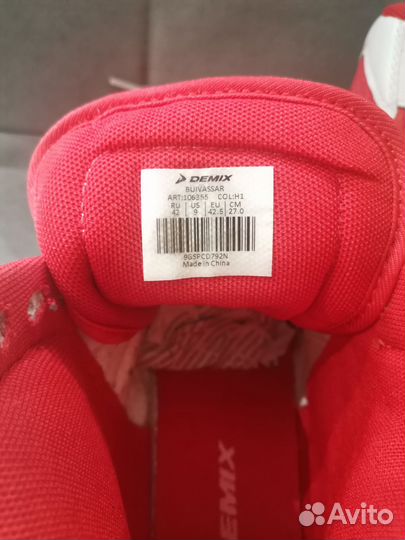 DEMIX
BUIVASSAR
ART:106355 COL:H1
RU US EU CM
42 9 42.5 27.0
9GSPCD792N
Made in China
DEMIX
Avito